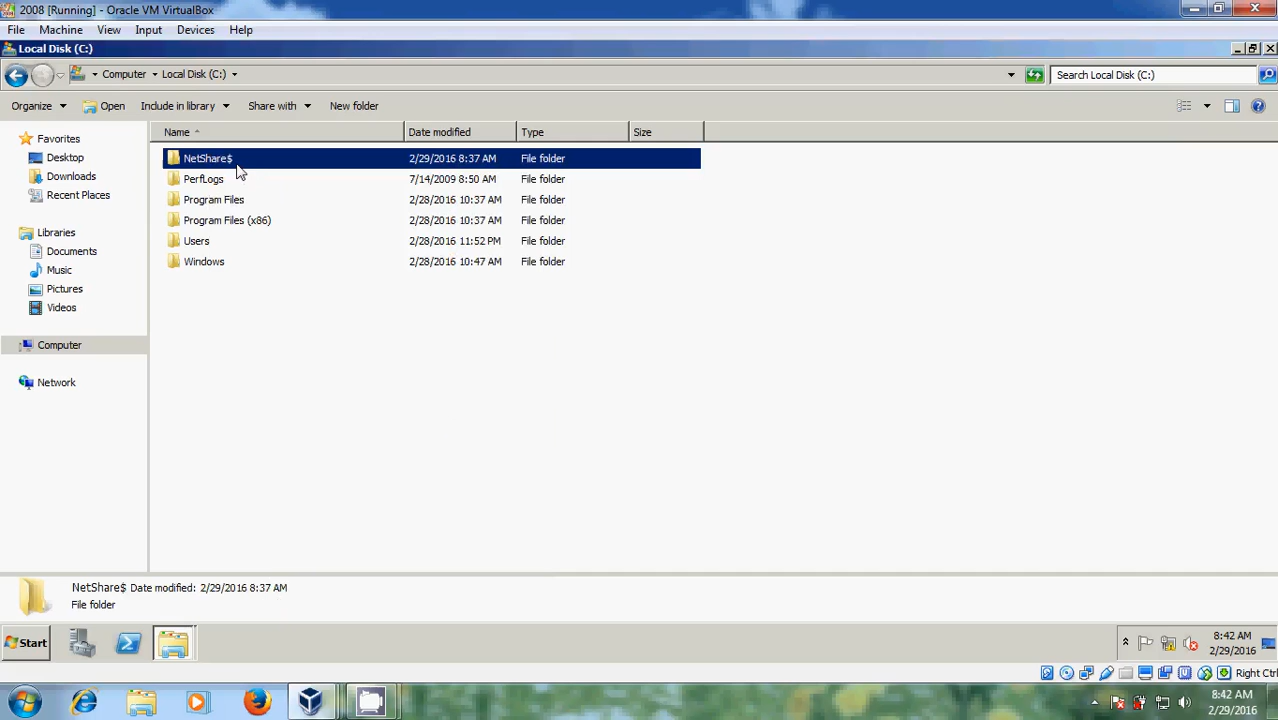 2008 [Running] - Oracle VM VirtualBox
File Machine View Input Devices Help
Local Disk (C:)
Computer Local Disk (C:) Search Local Disk (C:)
Organize Open Include in library Share with New folder
Name Date modified Type Size
Favorites
Desktop
Downloads
Recent Places
Libraries
Documents
Music
Pictures
Videos
Computer
Network
NetShare$ 2/29/2016 8:37 AM File folder
PerfLogs 7/14/2009 8:50 AM File folder
Program Files 2/28/2016 10:37 AM File folder
Program Files (x86) 2/28/2016 10:37 AM File folder
Users 2/28/2016 11:52 PM File folder
Windows 2/28/2016 10:47 AM File folder
NetShare$ Date modified: 2/29/2016 8:37 AM
File folder
Start
8:42 AM
2/29/2016
Right Ctrl
8:42 AM
2/29/2016